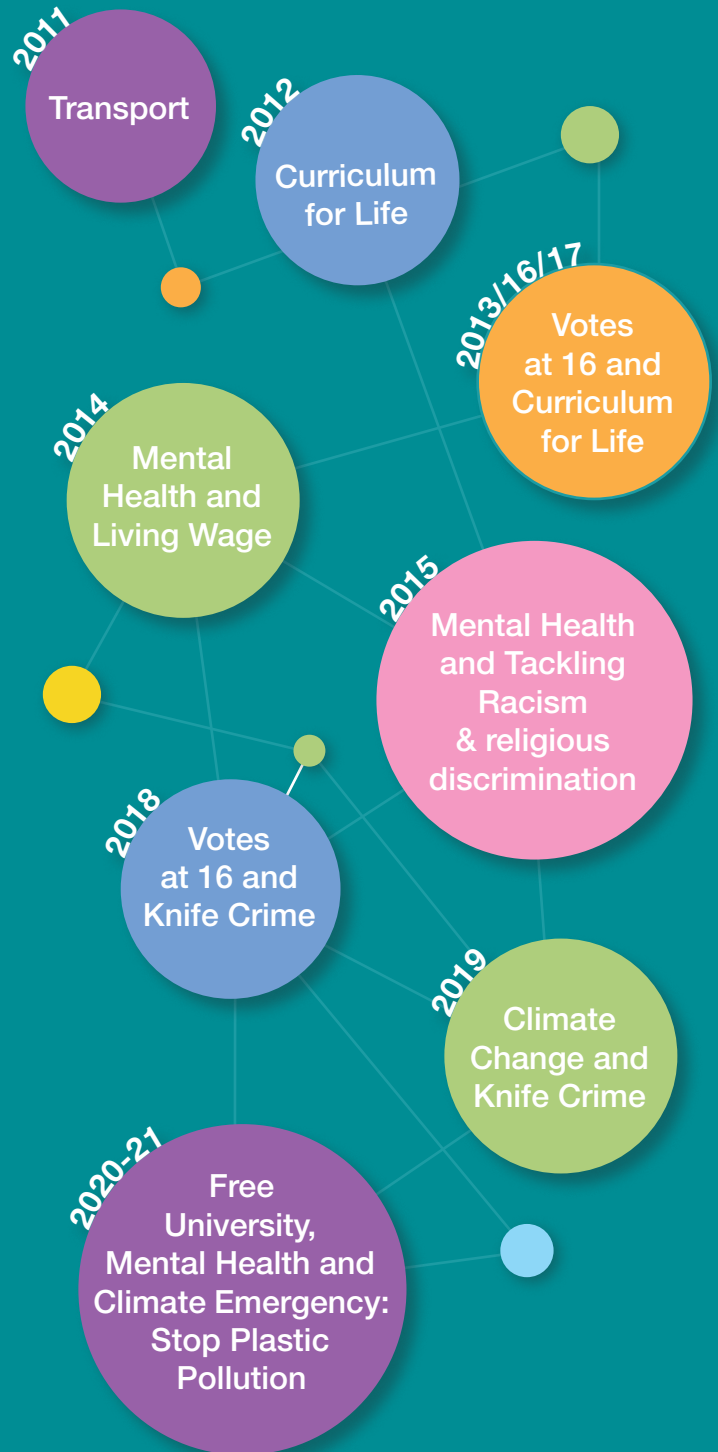 2011
Transport
2012
Curriculum
for Life
2013/16/17
Votes
at 16 and
Curriculum
for Life
2014
Mental
Health and
Living Wage
2015
Mental Health
and Tackling
Racism
& religious
discrimination
2018
Votes
at 16 and
Knife Crime
2019
Climate
Change and
Knife Crime
2020-21
Free
University,
Mental Health and
Climate Emergency:
Stop Plastic
Pollution